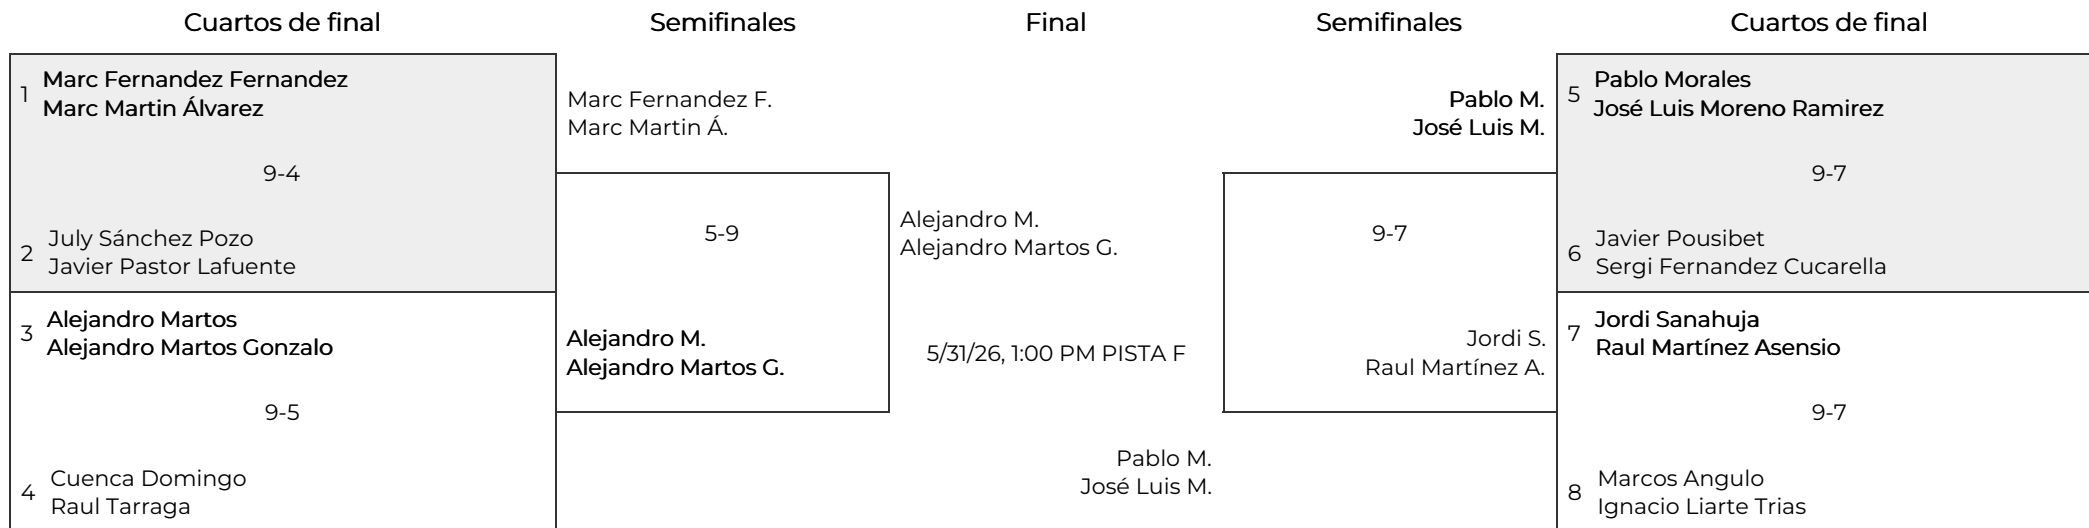 Cuartos de final
Semifinales
Final
Semifinales
Cuartos de final
1
Marc Fernandez Fernandez
Marc Martin Álvarez
9-4
2
July Sánchez Pozo
Javier Pastor Lafuente
3
Alejandro Martos
Alejandro Martos Gonzalo
9-5
4
Cuenca Domingo
Raul Tarraga
Marc Fernandez F.
Marc Martin Á.
5-9
Alejandro M.
Alejandro Martos G.
Alejandro M.
Alejandro Martos G.
5/31/26, 1:00 PM PISTA F
Pablo M.
José Luis M.
Pablo M.
José Luis M.
9-7
Jordi S.
Raul Martínez A.
5
Pablo Morales
José Luis Moreno Ramirez
9-7
6
Javier Pousibet
Sergi Fernandez Cucarella
7
Jordi Sanahuja
Raul Martínez Asensio
9-7
8
Marcos Angulo
Ignacio Liarte Trias